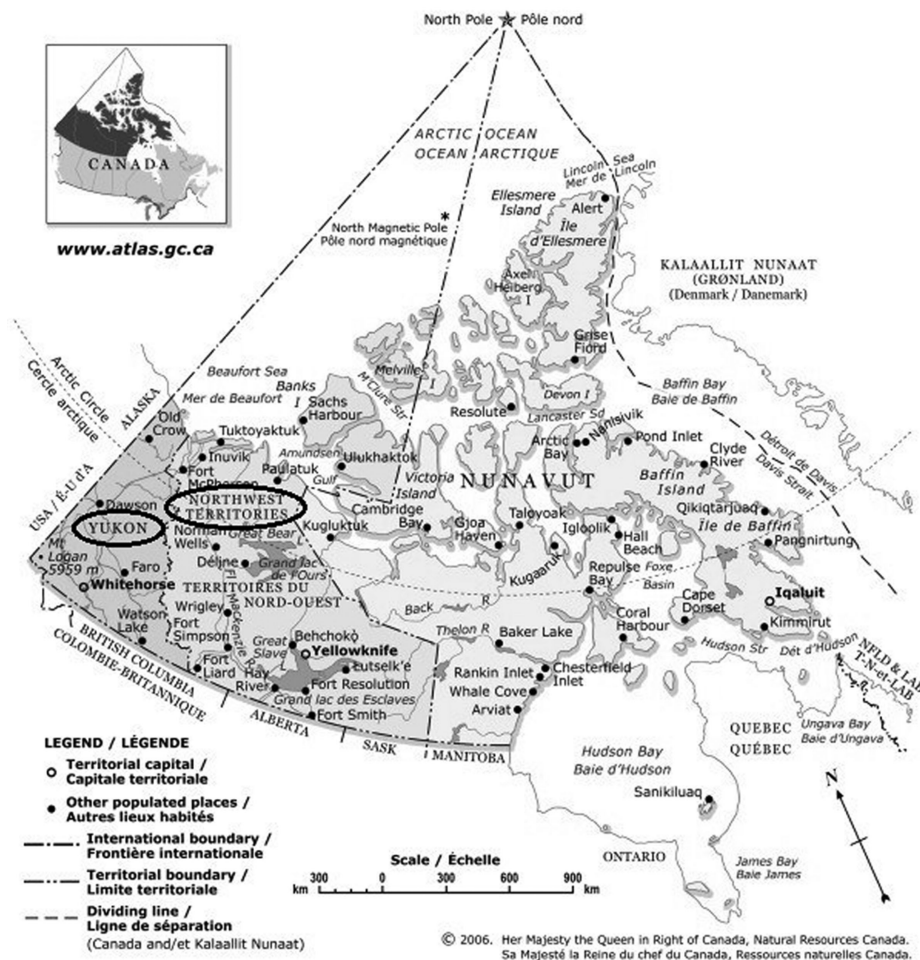 North Pole Pôle nord
ARCTIC OCEAN
OCEAN ARCTIQUE
Lincoln Sea
Mer de Lincoln
Ellesmere
Island
Alert
Île
d'Ellesmere
CANADA
www.atlas.gc.ca
North Magnetic Pole
Pôle nord magnétique
*
KALAALLIT NUNAAT
(GRØNLAND)
(Denmark / Danemark)
Axel
Heiberg
I
Grise
Fiord
Arctic Circle
Cercle arctique
Beaufort Sea
Mer de Beaufort
Banks
I
Sachs
Harbour
Melville
I
M'Clure Str
Devon I
Resolute
Lancaster Sd
Baffin Bay
Baie de Baffin
Détroit de Davis
Davis Strait
ALASKA
USA / É-U d'A
Old
Crow
Tuktoyaktuk
Inuvik
Fort
McPherson
Paulatuk
Amundsen
Gulf
Ulukhaktok
Victoria
Island
NUNAVUT
Arctic
Bay
Nanisivik
Pond Inlet
Clyde
River
Baffin
Island
Qikiqtarjuaq
Île de Baffin
Pangnirtung
Dawson
YUKON
NORTHWEST
TERRITORIES
Kugluktuk
Cambridge
Bay
Gjoa
Haven
Taloyoak
Kugaaruk
Igloolik
Hall
Beach
Repulse
Bay
Foxe
Basin
Mt
Logan
5959 m
Faro
Whitehorse
Watson
Lake
Norman
Wells
Great Bear
Déline
Grand lac
de l'Ours
TERRITOIRES DU
NORD-OUEST
Mackenzie R
Wrigley
Fort
Simpson
Fort
Liard
Great
Slave
Behchokò
Yellowknife
Łutselk'e
Hay
River
Fort Resolution
Grand lac des Esclaves
Fort Smith
Back R
Thelon R
Baker Lake
Rankin Inlet
Chesterfield
Inlet
Whale Cove
Arviat
Coral
Harbour
Cape
Dorset
Iqaluit
Kimmirut
Hudson Str Dét d'Hudson
NFLD & LAB
T-N-et-LAB
BRITISH COLUMBIA
COLOMBIE-BRITANNIQUE
ALBERTA
SASK
MANITOBA
QUEBEC
QUÉBEC
Ungava Bay
Baie d'Ungava
Hudson Bay
Baie d'Hudson
Sanikiluaq
ONTARIO
James Bay
Baie James
N
LEGEND / LÉGENDE
Territorial capital /
Capitale territoriale
Other populated places /
Autres lieux habités
International boundary /
Frontière internationale
Territorial boundary /
Limite territoriale
Dividing line /
Ligne de séparation
(Canada and/et Kalaallit Nunaat)
Scale / Échelle
km 300 0 300 600 900 km
© 2006. Her Majesty the Queen in Right of Canada, Natural Resources Canada.
Sa Majesté la Reine du chef du Canada, Ressources naturelles Canada.